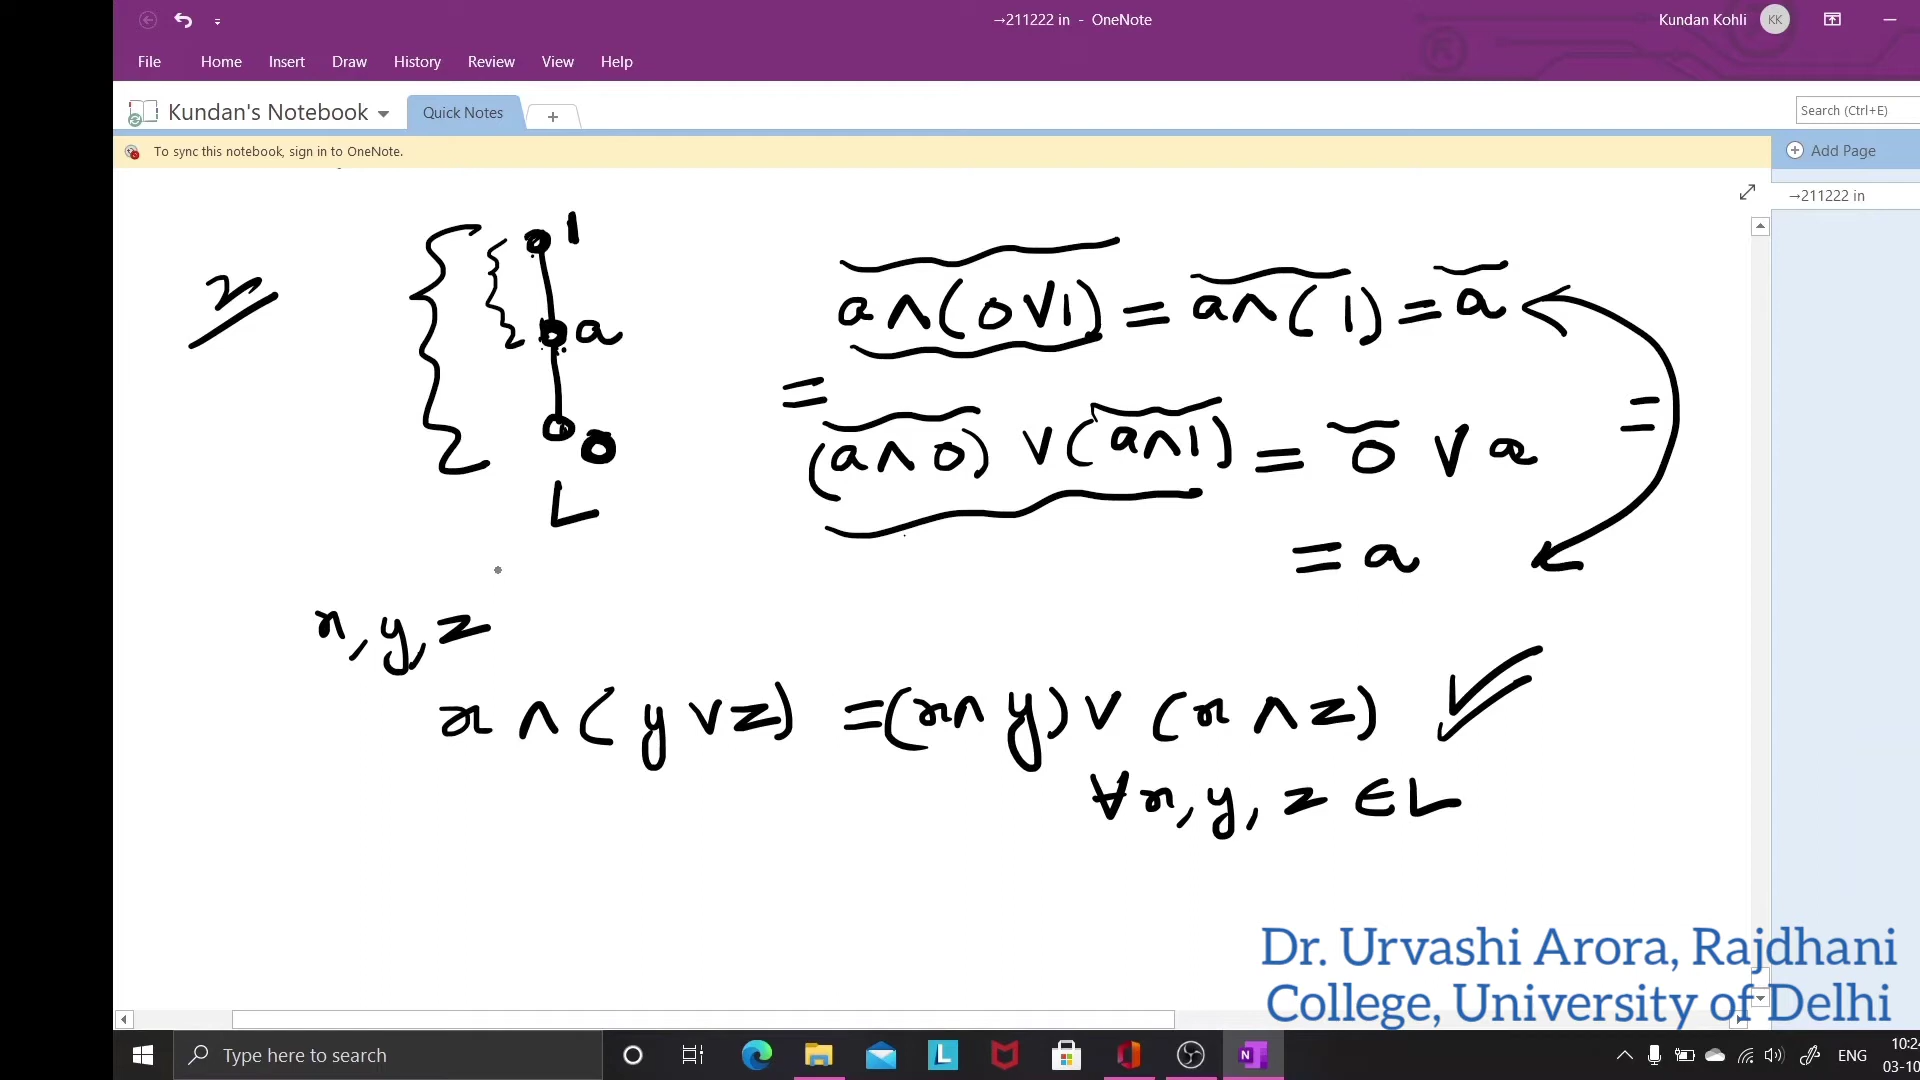 →211222 in - OneNote
Kundan Kohli KK
File Home Insert Draw History Review View Help
Kundan's Notebook Quick Notes +
Search (Ctrl+E)
To sync this notebook, sign in to OneNote.
Add Page
→211222 in
1
a
0
L
a∧(0∨1) = a∧(1) = a
=
(a∧0) ∨ (a∧1) = 0 ∨ a
= a
=
x, y, z
x ∧ (y ∨ z) = (x∧y) ∨ (x∧z)
∀x, y, z ∈ L
Dr. Urvashi Arora, Rajdhani
College, University of Delhi
Type here to search
ENG